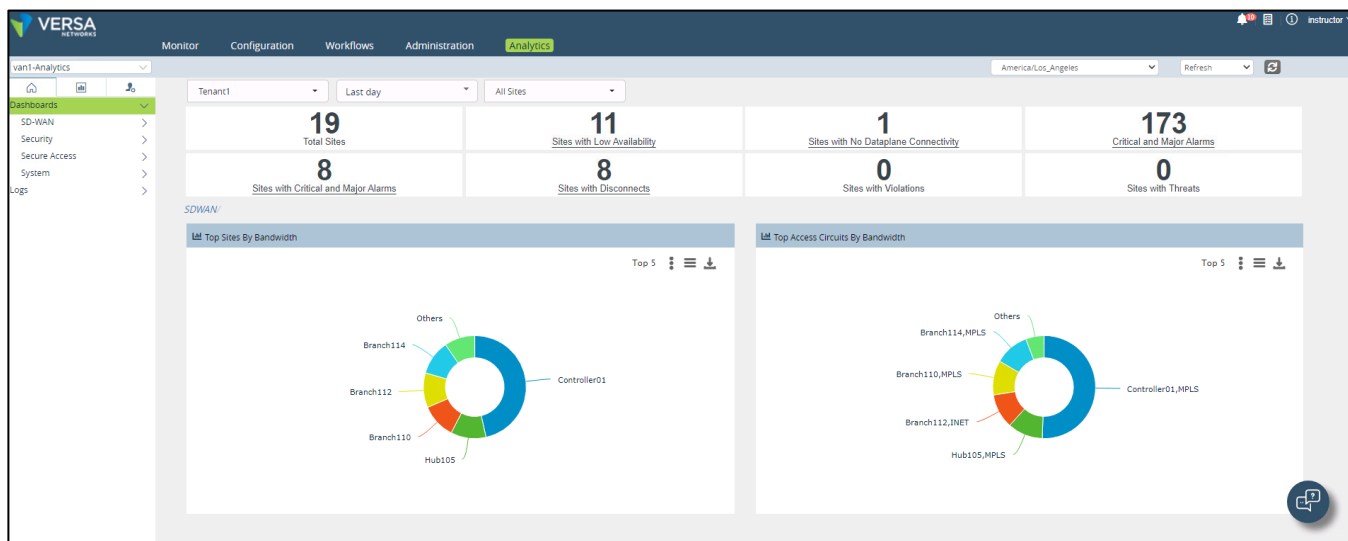 VERSA
NETWORKS
10
instructor
Monitor Configuration Workflows Administration Analytics
van1-Analytics
America/Los_Angeles
Refresh
Dashboards
SD-WAN
Security
Secure Access
System
Logs
Tenant1
Last day
All Sites
19
Total Sites
11
Sites with Low Availability
1
Sites with No Dataplane Connectivity
173
Critical and Major Alarms
8
Sites with Critical and Major Alarms
8
Sites with Disconnects
0
Sites with Violations
0
Sites with Threats
SDWAN/
Top Sites By Bandwidth
Top 5
Others
Branch114
Controller01
Branch112
Branch110
Hub105
Top Access Circuits By Bandwidth
Top 5
Others
Branch114,MPLS
Branch110,MPLS
Controller01,MPLS
Branch112,INET
Hub105,MPLS